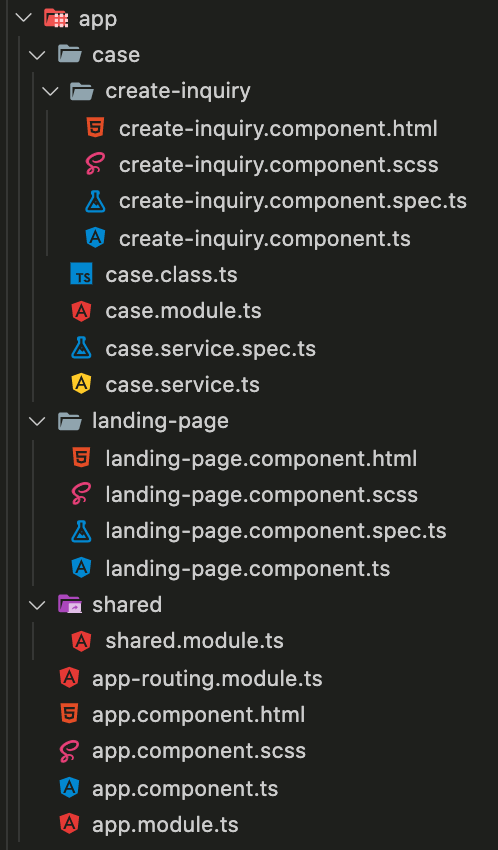 app
case
create-inquiry
create-inquiry.component.html
create-inquiry.component.scss
create-inquiry.component.spec.ts
create-inquiry.component.ts
TS case.class.ts
case.module.ts
case.service.spec.ts
case.service.ts
landing-page
landing-page.component.html
landing-page.component.scss
landing-page.component.spec.ts
landing-page.component.ts
shared
shared.module.ts
app-routing.module.ts
app.component.html
app.component.scss
app.component.ts
app.module.ts